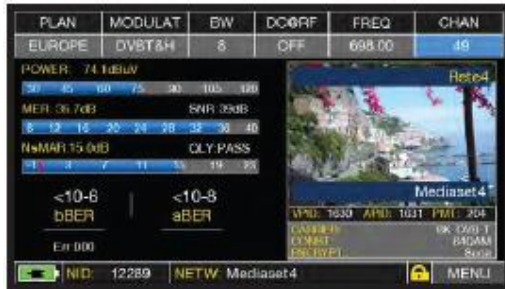 PLAN MODULAT BW DC@RF FREQ CHAN
EUROPE DVBT&H 8 OFF 698.00 49
POWER: 74.1dBuV
30 45 60 75 90 105 120
MER: 35.7dB SNR: 39dB
8 12 16 20 24 28 32 36 40
NsMAR: 15.0dB QLY: PASS
-1 3 7 11 15 19 23
<10-6 <10-8
bBER aBER
Err: 000
Rete4
Mediaset4
VPID: 1630 APID: 1631 PMT: 204
CARRIER: 8K DVB-T
CONST: 64QAM
ENCRYPT:
NID: 12289 NETW: Mediaset4 MENU